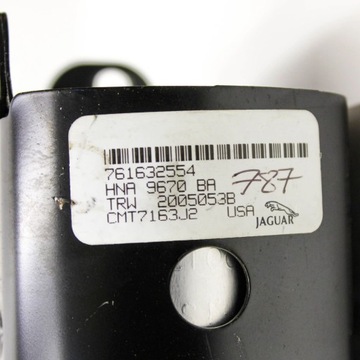 761632554
HNA 9670 BA 787
TRW 2005053B
CMT7163J2 USA
JAGUAR